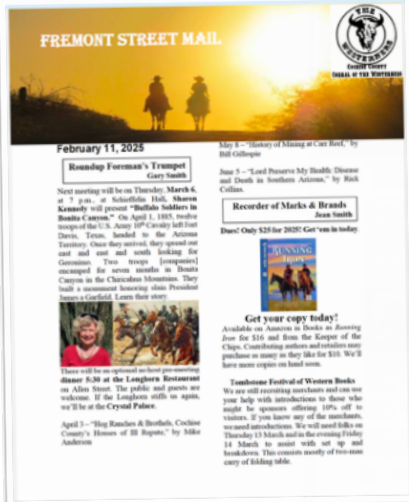 FREMONT STREET MAIL
THE
WESTERNERS
COCHISE COUNTY
CORRAL OF THE WESTERNERS
February 11, 2025
Roundup Foreman's Trumpet
Gary Smith
Next meeting will be on Thursday, March 6,
at 7 p.m., at Schieffelin Hall, Sharon
Kennedy will present "Buffalo Soldiers in
Bonita Canyon." On April 1, 1885, twelve
troops of the U.S. Army 10th Cavalry left Fort
Davis, Texas, headed to the Arizona
Territory. Once they arrived, they spread out
east and east and south looking for
Geronimo. Two troops [companies]
encamped for seven months in Bonita
Canyon in the Chiricahua Mountains. They
built a monument honoring slain President
James a Garfield. Learn their story.
There will be an optional no host pre-meeting
dinner 5:30 at the Longhorn Restaurant
on Allen Street. The public and guests are
welcome. If the Longhorn stiffs us again,
we'll be at the Crystal Palace.
April 3 – "Hog Ranches & Brothels, Cochise
County's Houses of Ill Repute," by Mike
Anderson
May 8 – "History of Mining at Carr Reef," by
Bill Gillespie
June 5 – "Lord Preserve My Health: Disease
and Death in Southern Arizona," by Rick
Collins.
Recorder of Marks & Brands
Jean Smith
Dues! Only $25 for 2025! Get 'em in today
RUNNING
IRON
Get your copy today!
Available on Amazon in Books as Running
Iron for $16 and from the Keeper of the
Chips. Contributing authors and retailers may
purchase as many as they like for $10. We'll
have more copies on hand soon.
Tombstone Festival of Western Books
We are still recruiting merchants and can use
your help with introductions to those who
might be sponsors offering 10% off to
visitors. If you know any of the merchants,
we need introductions. We will need folks on
Thursday 13 March and in the evening Friday
14 March to assist with set up and
breakdown. This consists mostly of two-man
carry of folding table.